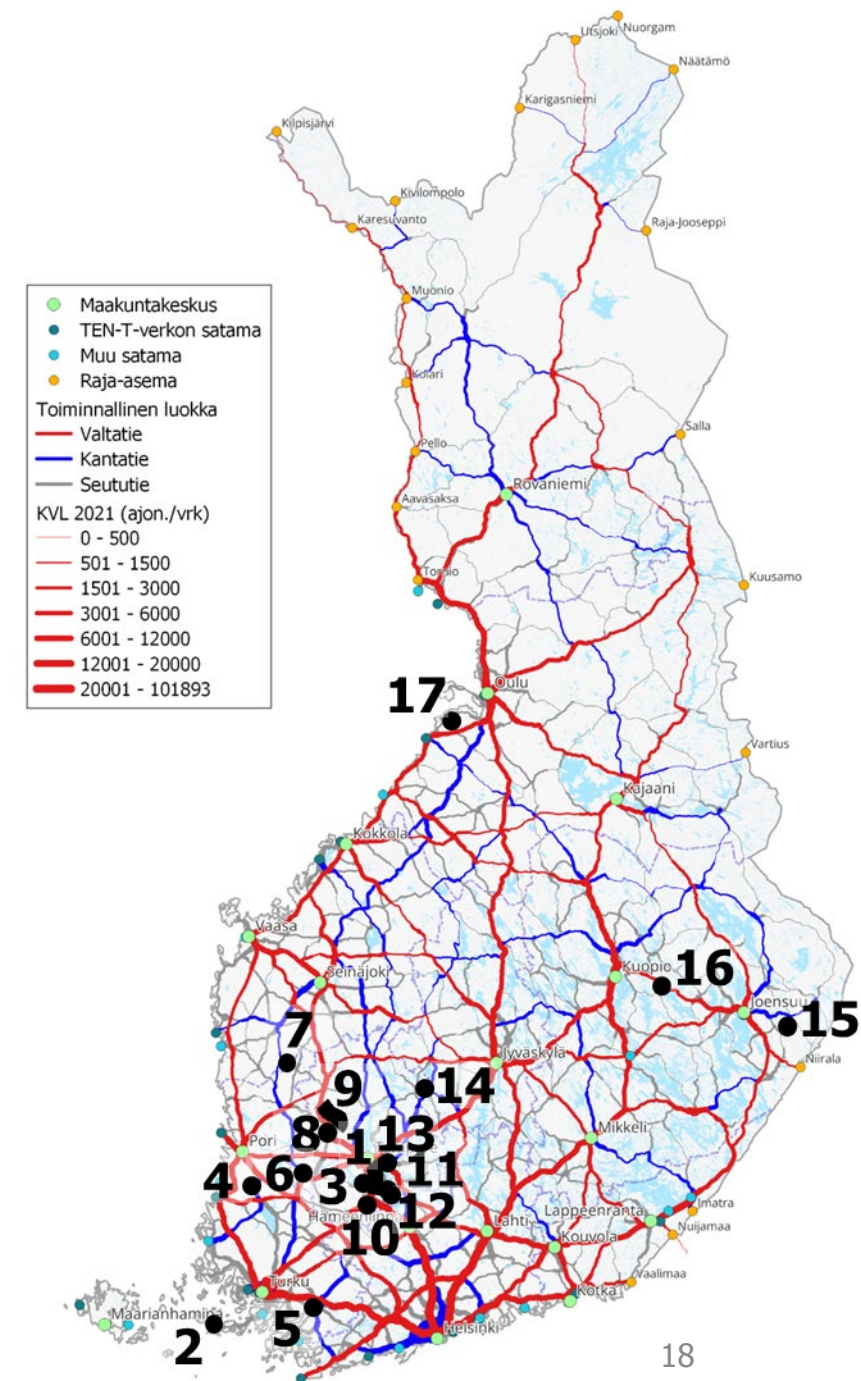 Utsjoki
Nuorgam
Näätämö
Karigasniemi
Kilpisjärvi
Kivilompolo
Karesuvanto
Raja-Jooseppi
Muonio
Maakuntakeskus
TEN-T-verkon satama
Muu satama
Raja-asema
Toiminnallinen luokka
Valtatie
Kantatie
Seututie
KVL 2021 (ajon./vrk)
0 - 500
501 - 1500
1501 - 3000
3001 - 6000
6001 - 12000
12001 - 20000
20001 - 101893
Kolari
Pello
Salla
Rovaniemi
Aavasaksa
Tornio
Kuusamo
Oulu
17
Vartius
Kajaani
Kokkola
Vaasa
Seinäjoki
Kuopio
16
Joensuu
15
7
Jyväskylä
Niirala
14
9
8
1
13
Mikkeli
Pori
4
6
3
11
12
Imatra
Lappeenranta
Nuijamaa
Hämeenlinna
10
Lahti
Kouvola
Vaalimaa
Turku
Kotka
Maarianhamina
2
5
Helsinki
18